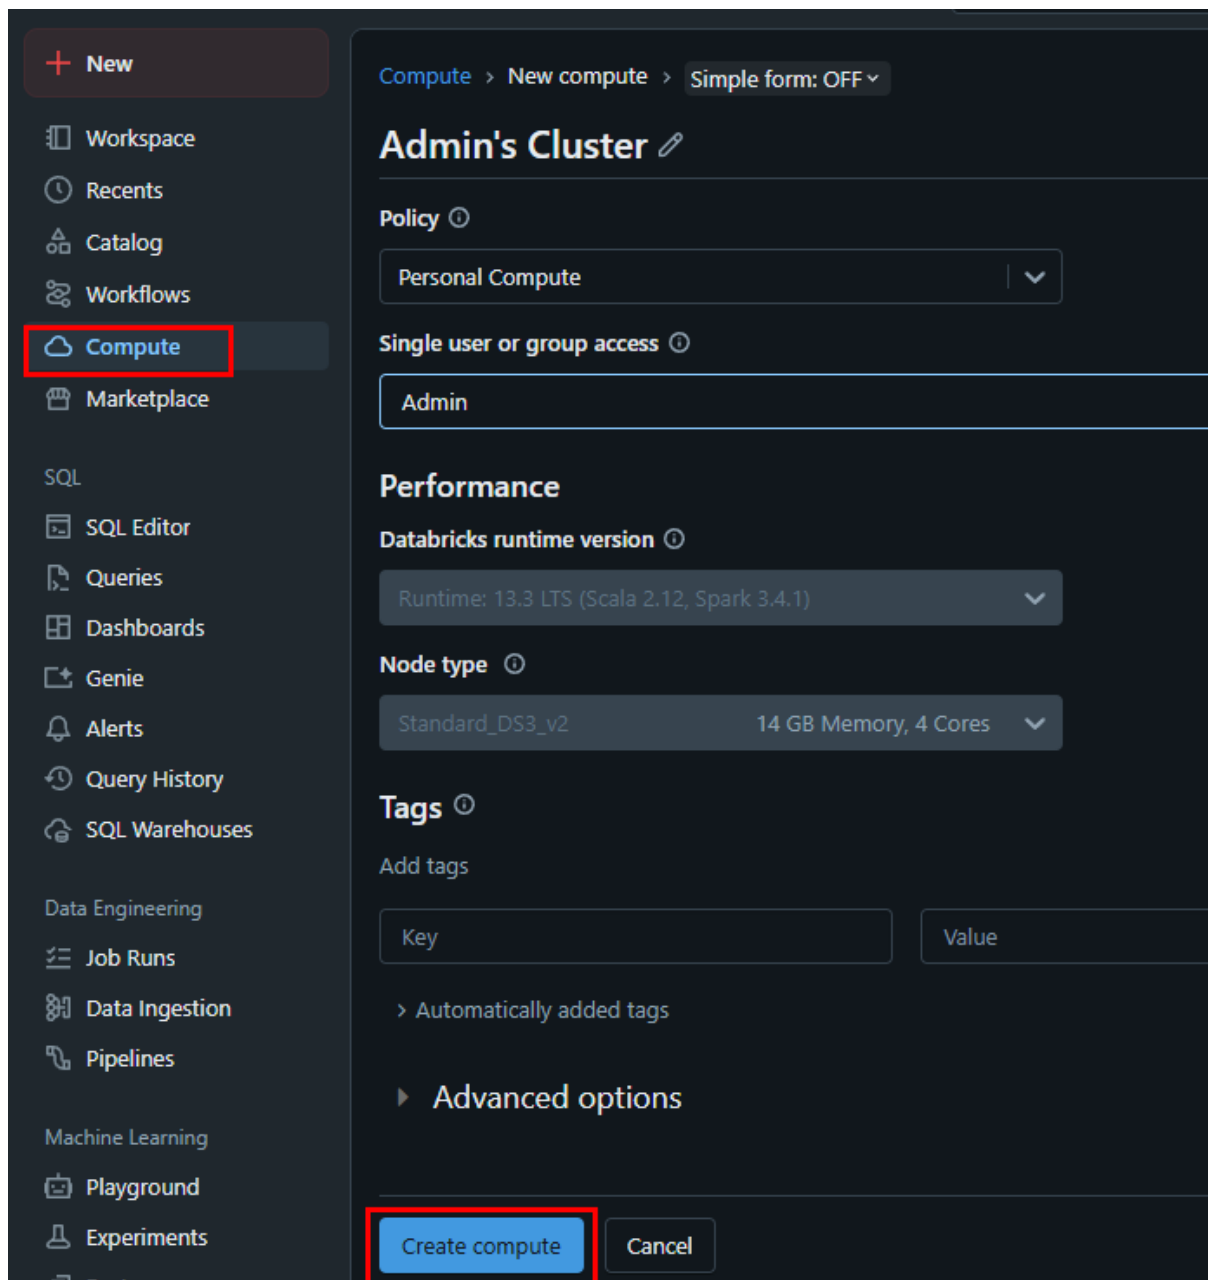 New
Workspace
Recents
Catalog
Workflows
Compute
Marketplace
SQL
SQL Editor
Queries
Dashboards
Genie
Alerts
Query History
SQL Warehouses
Data Engineering
Job Runs
Data Ingestion
Pipelines
Machine Learning
Playground
Experiments
Compute > New compute > Simple form: OFF
Admin's Cluster
Policy
Personal Compute
Single user or group access
Admin
Performance
Databricks runtime version
Runtime: 13.3 LTS (Scala 2.12, Spark 3.4.1)
Node type
Standard_DS3_v2 14 GB Memory, 4 Cores
Tags
Add tags
Key Value
Automatically added tags
Advanced options
Create compute Cancel